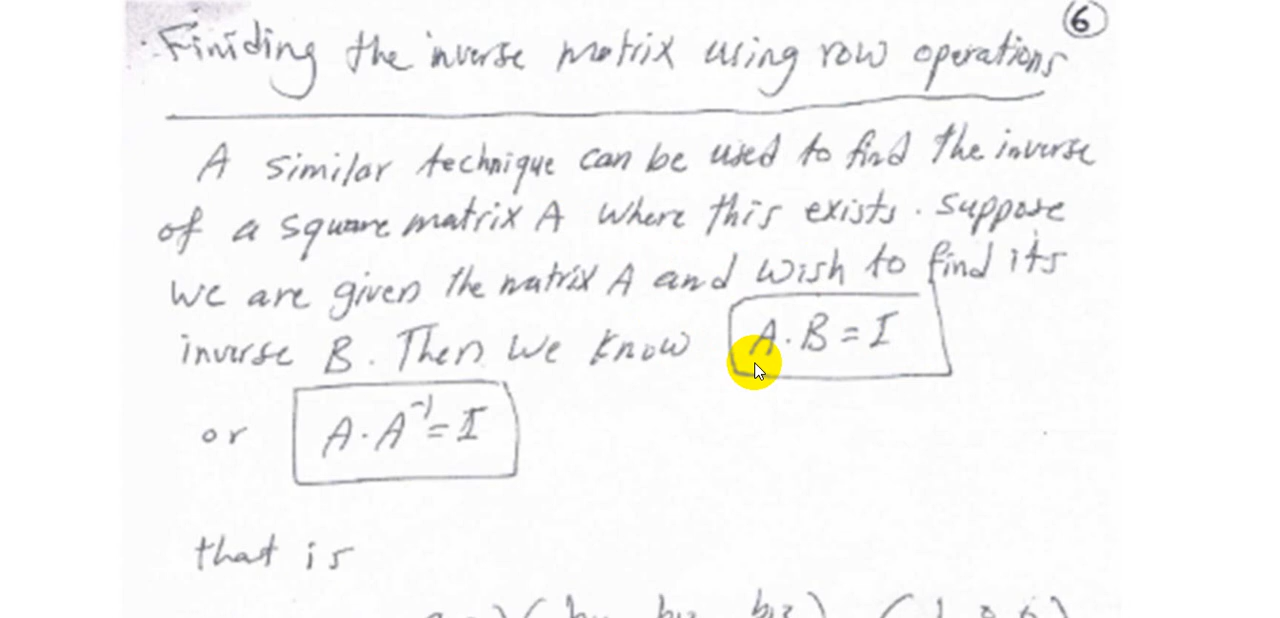 6
Finiding the inverse matrix using row operations
A similar technique can be used to find the inverse
of a square matrix A where this exists. Suppose
we are given the matrix A and wish to find its
inverse B. Then we know A.B=I
or A.A⁻¹=I
that is